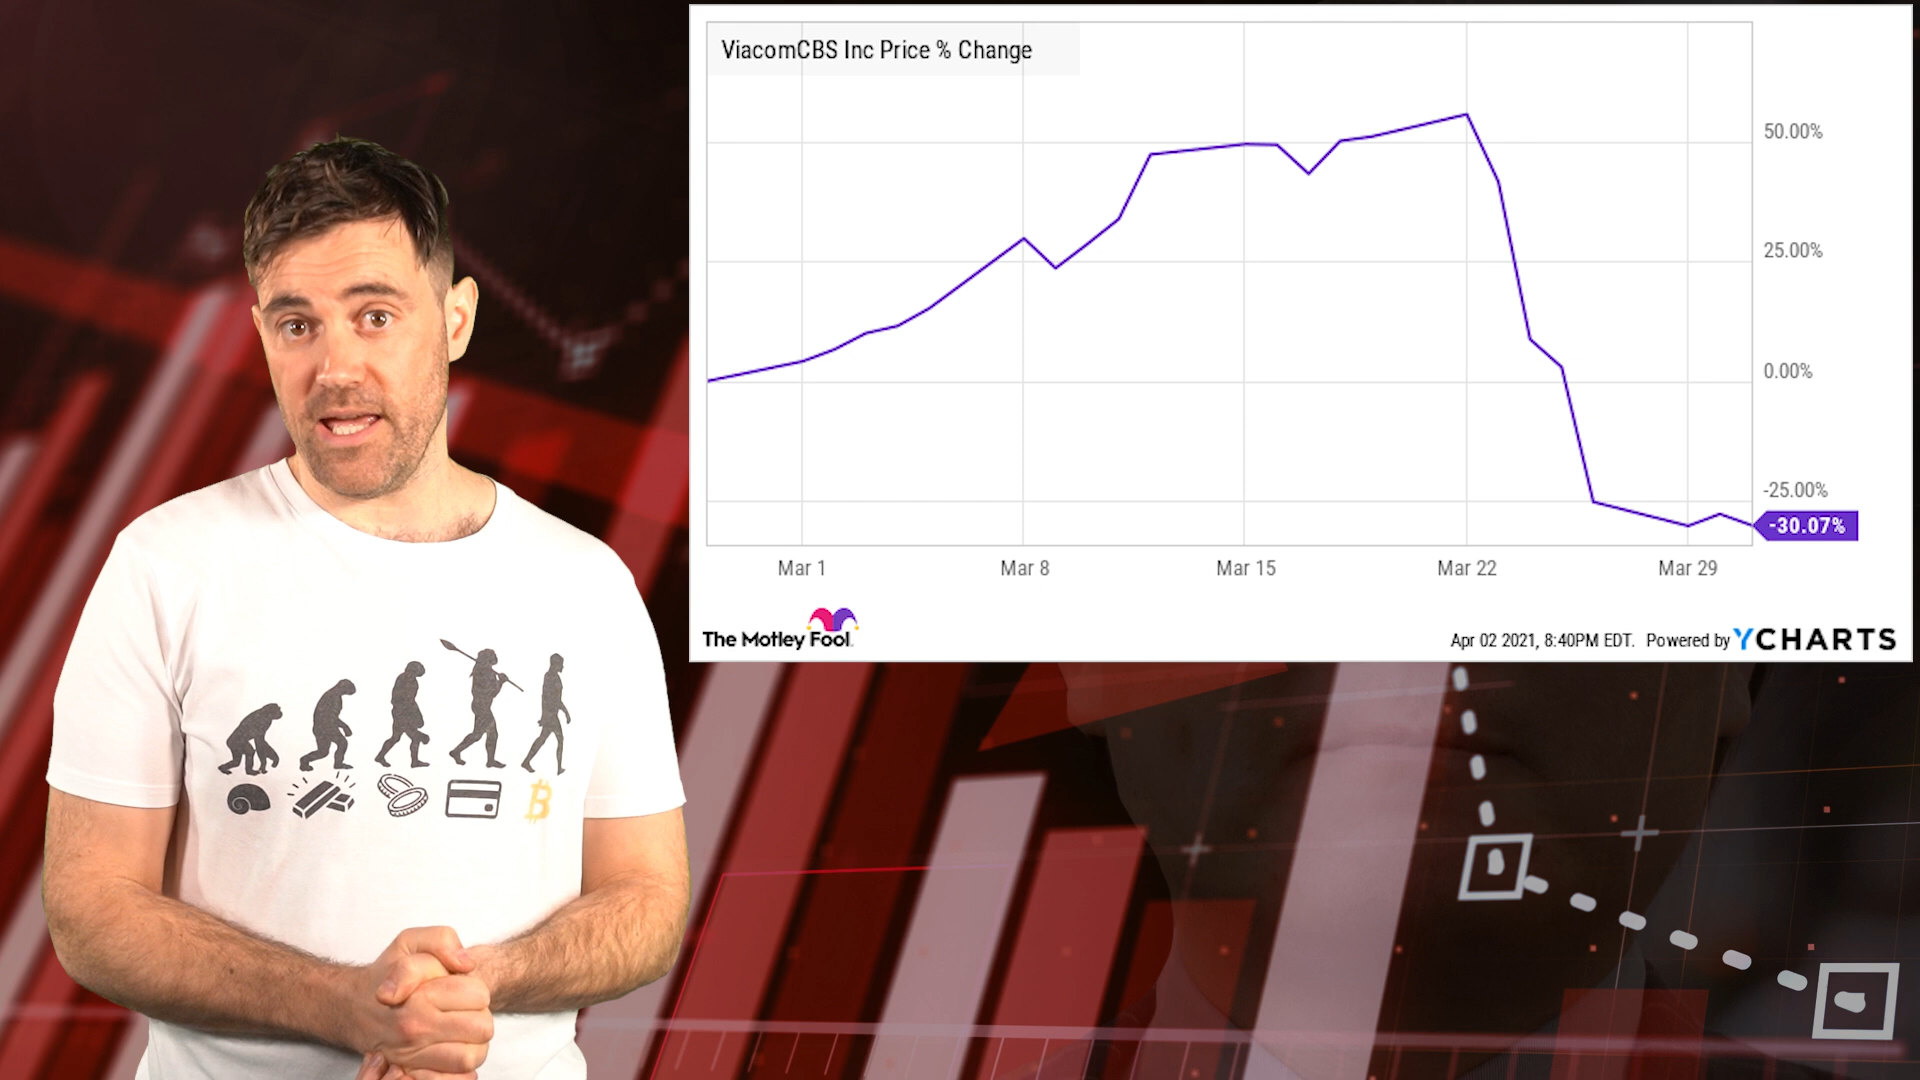 ViacomCBS Inc Price % Change
50.00%
25.00%
0.00%
-25.00%
-30.07%
Mar 1 Mar 8 Mar 15 Mar 22 Mar 29
The Motley Fool.
Apr 02 2021, 8:40PM EDT. Powered by YCHARTS